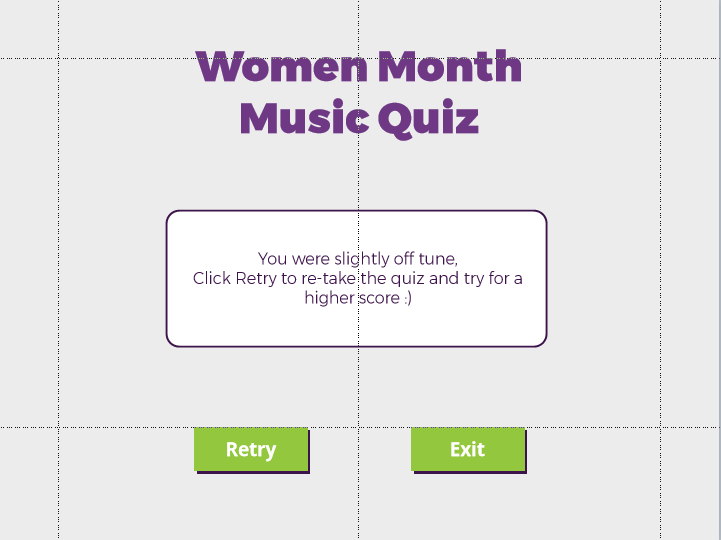 Women Month
Music Quiz
You were slightly off tune,
Click Retry to re-take the quiz and try for a
higher score :)
Retry
Exit